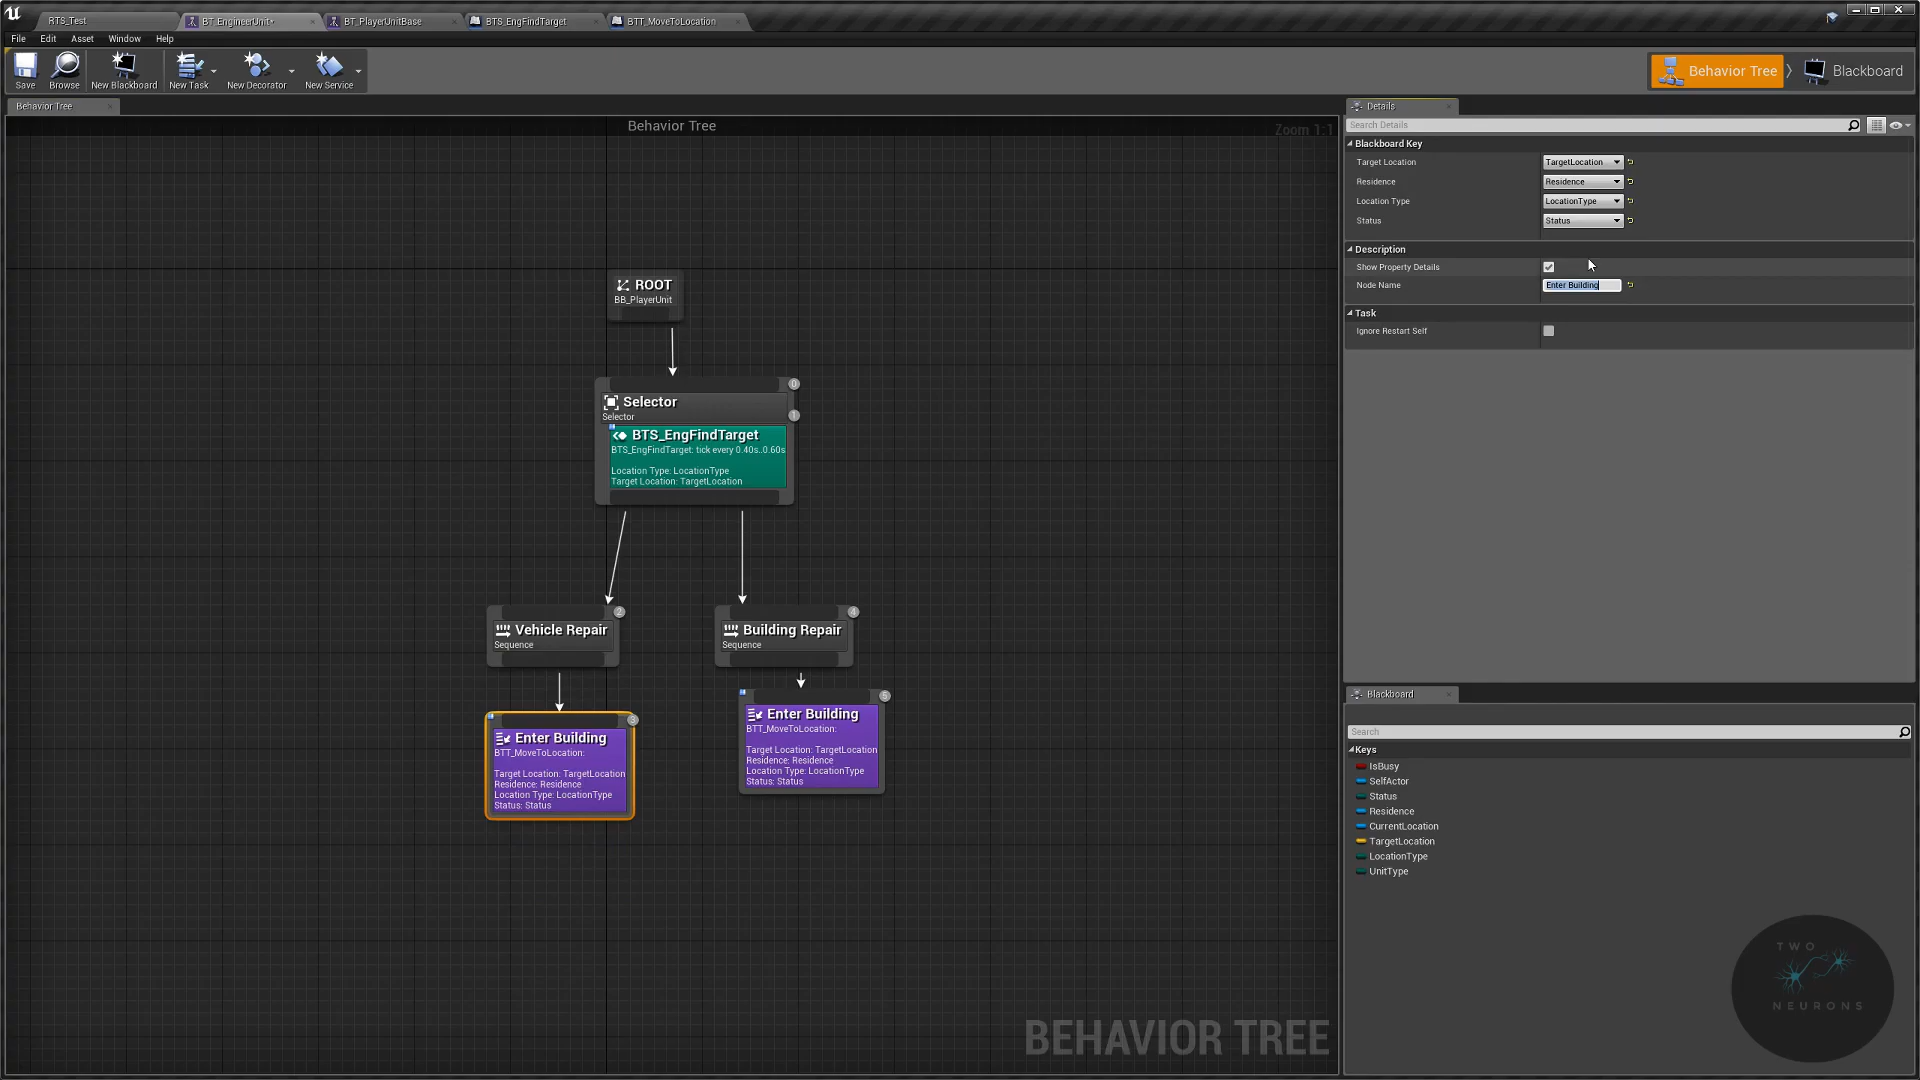 RTS_Test
BT_EngineerUnit*
BT_PlayerUnitBase
BTS_EngFindTarget
BTT_MoveToLocation
File
Edit
Asset
Window
Help
Save
Browse
New Blackboard
New Task
New Decorator
New Service
Behavior Tree
Blackboard
Behavior Tree
Behavior Tree
Zoom 1:1
ROOT
BB_PlayerUnit
0
Selector
Selector
1
BTS_EngFindTarget
BTS_EngFindTarget: tick every 0.40s..0.60s
Location Type: LocationType
Target Location: TargetLocation
2
Vehicle Repair
Sequence
4
Building Repair
Sequence
3
Enter Building
BTT_MoveToLocation:
Target Location: TargetLocation
Residence: Residence
Location Type: LocationType
Status: Status
5
Enter Building
BTT_MoveToLocation:
Target Location: TargetLocation
Residence: Residence
Location Type: LocationType
Status: Status
BEHAVIOR TREE
Details
Search Details
Blackboard Key
Target Location
TargetLocation
Residence
Residence
Location Type
LocationType
Status
Status
Description
Show Property Details
Node Name
Enter Building
Task
Ignore Restart Self
Blackboard
Search
Keys
IsBusy
SelfActor
Status
Residence
CurrentLocation
TargetLocation
LocationType
UnitType
TWO
NEURONS